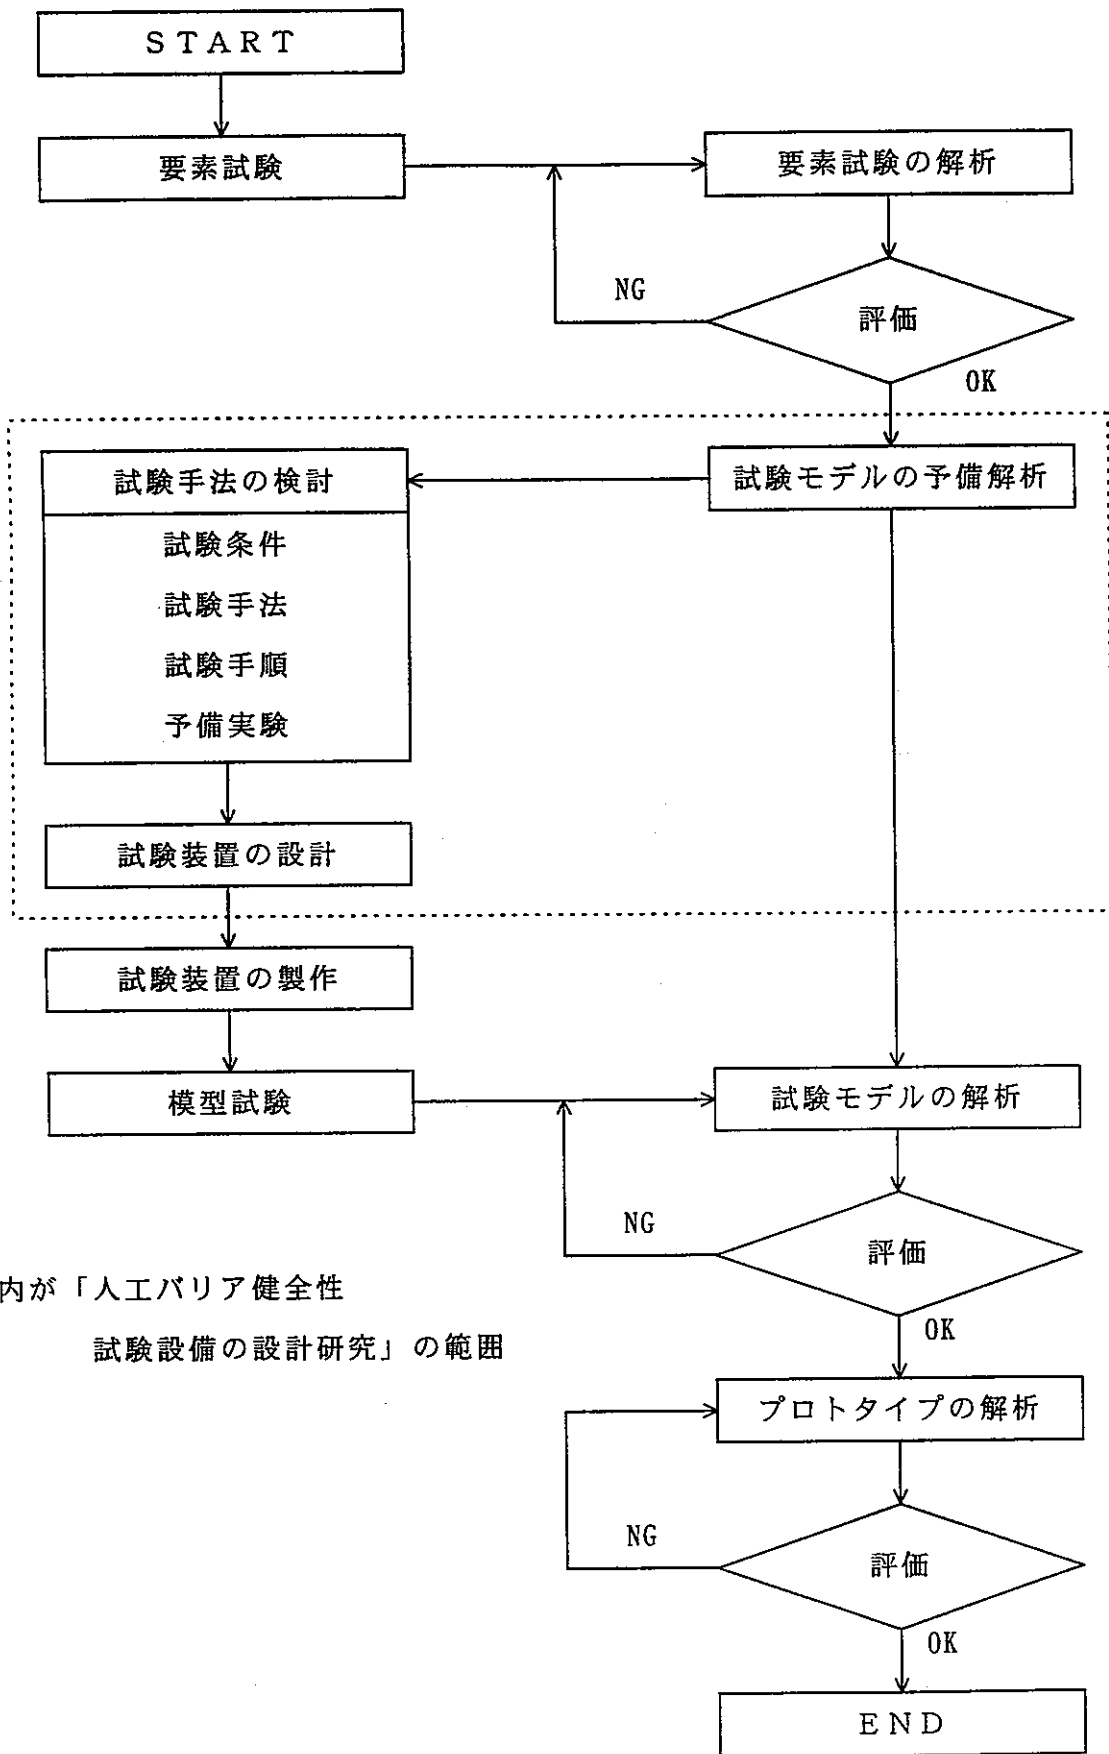 START
要素試験
要素試験の解析
NG
評価
OK
試験手法の検討
試験モデルの予備解析
試験条件
試験手法
試験手順
予備実験
試験装置の設計
試験装置の製作
模型試験
試験モデルの解析
NG
評価
OK
内が「人工バリア健全性
試験設備の設計研究」の範囲
プロトタイプの解析
NG
評価
OK
END